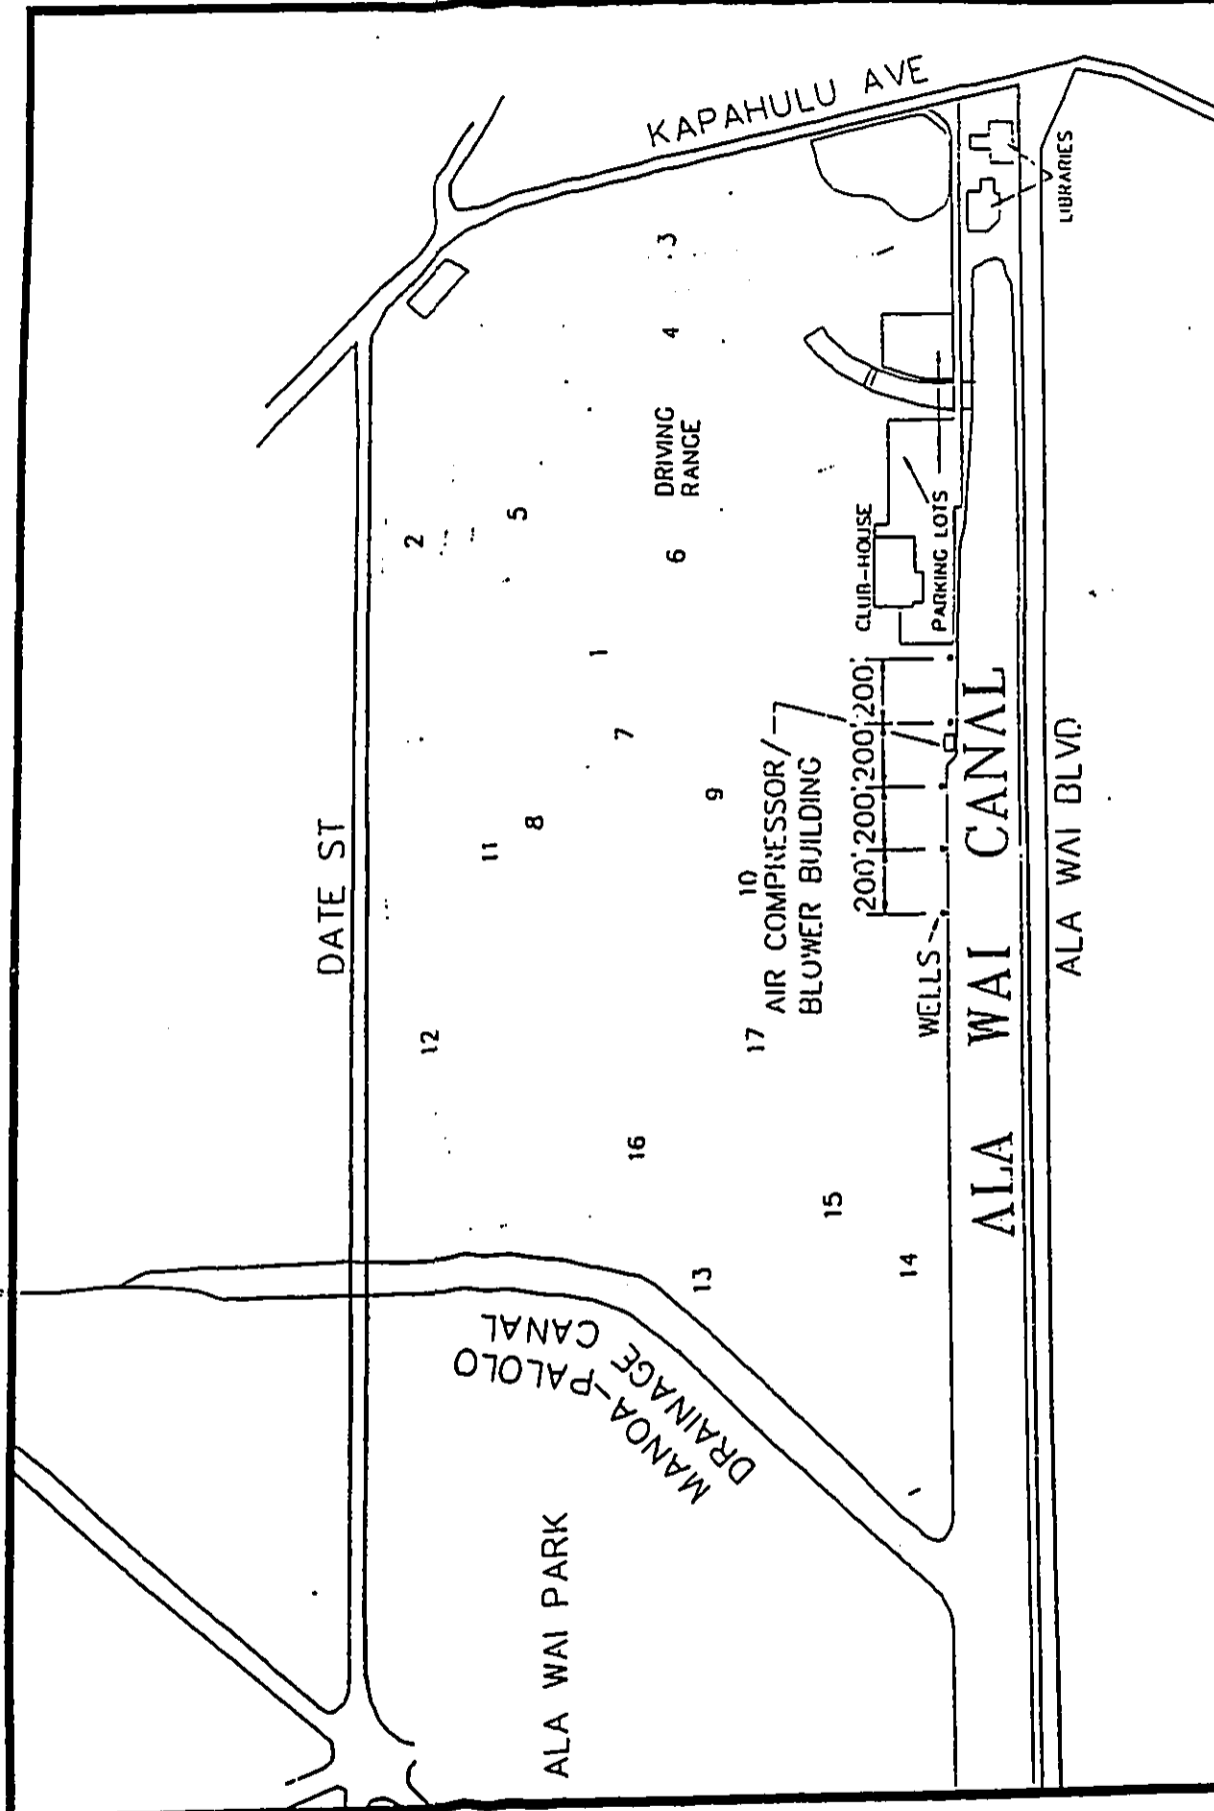 KAPAHULU AVE
LIBRARIES
3
4
DRIVING
RANGE
2
5
6
CLUB-HOUSE
PARKING LOTS
1
7
8
9
11
10
AIR COMPRESSOR/
BLOWER BUILDING
200'
200'
200'
200'
WELLS
DATE ST
12
17
16
15
13
14
ALA WAI CANAL
ALA WAI BLVD
MANOA-PALOLO
DRAINAGE CANAL
ALA WAI PARK